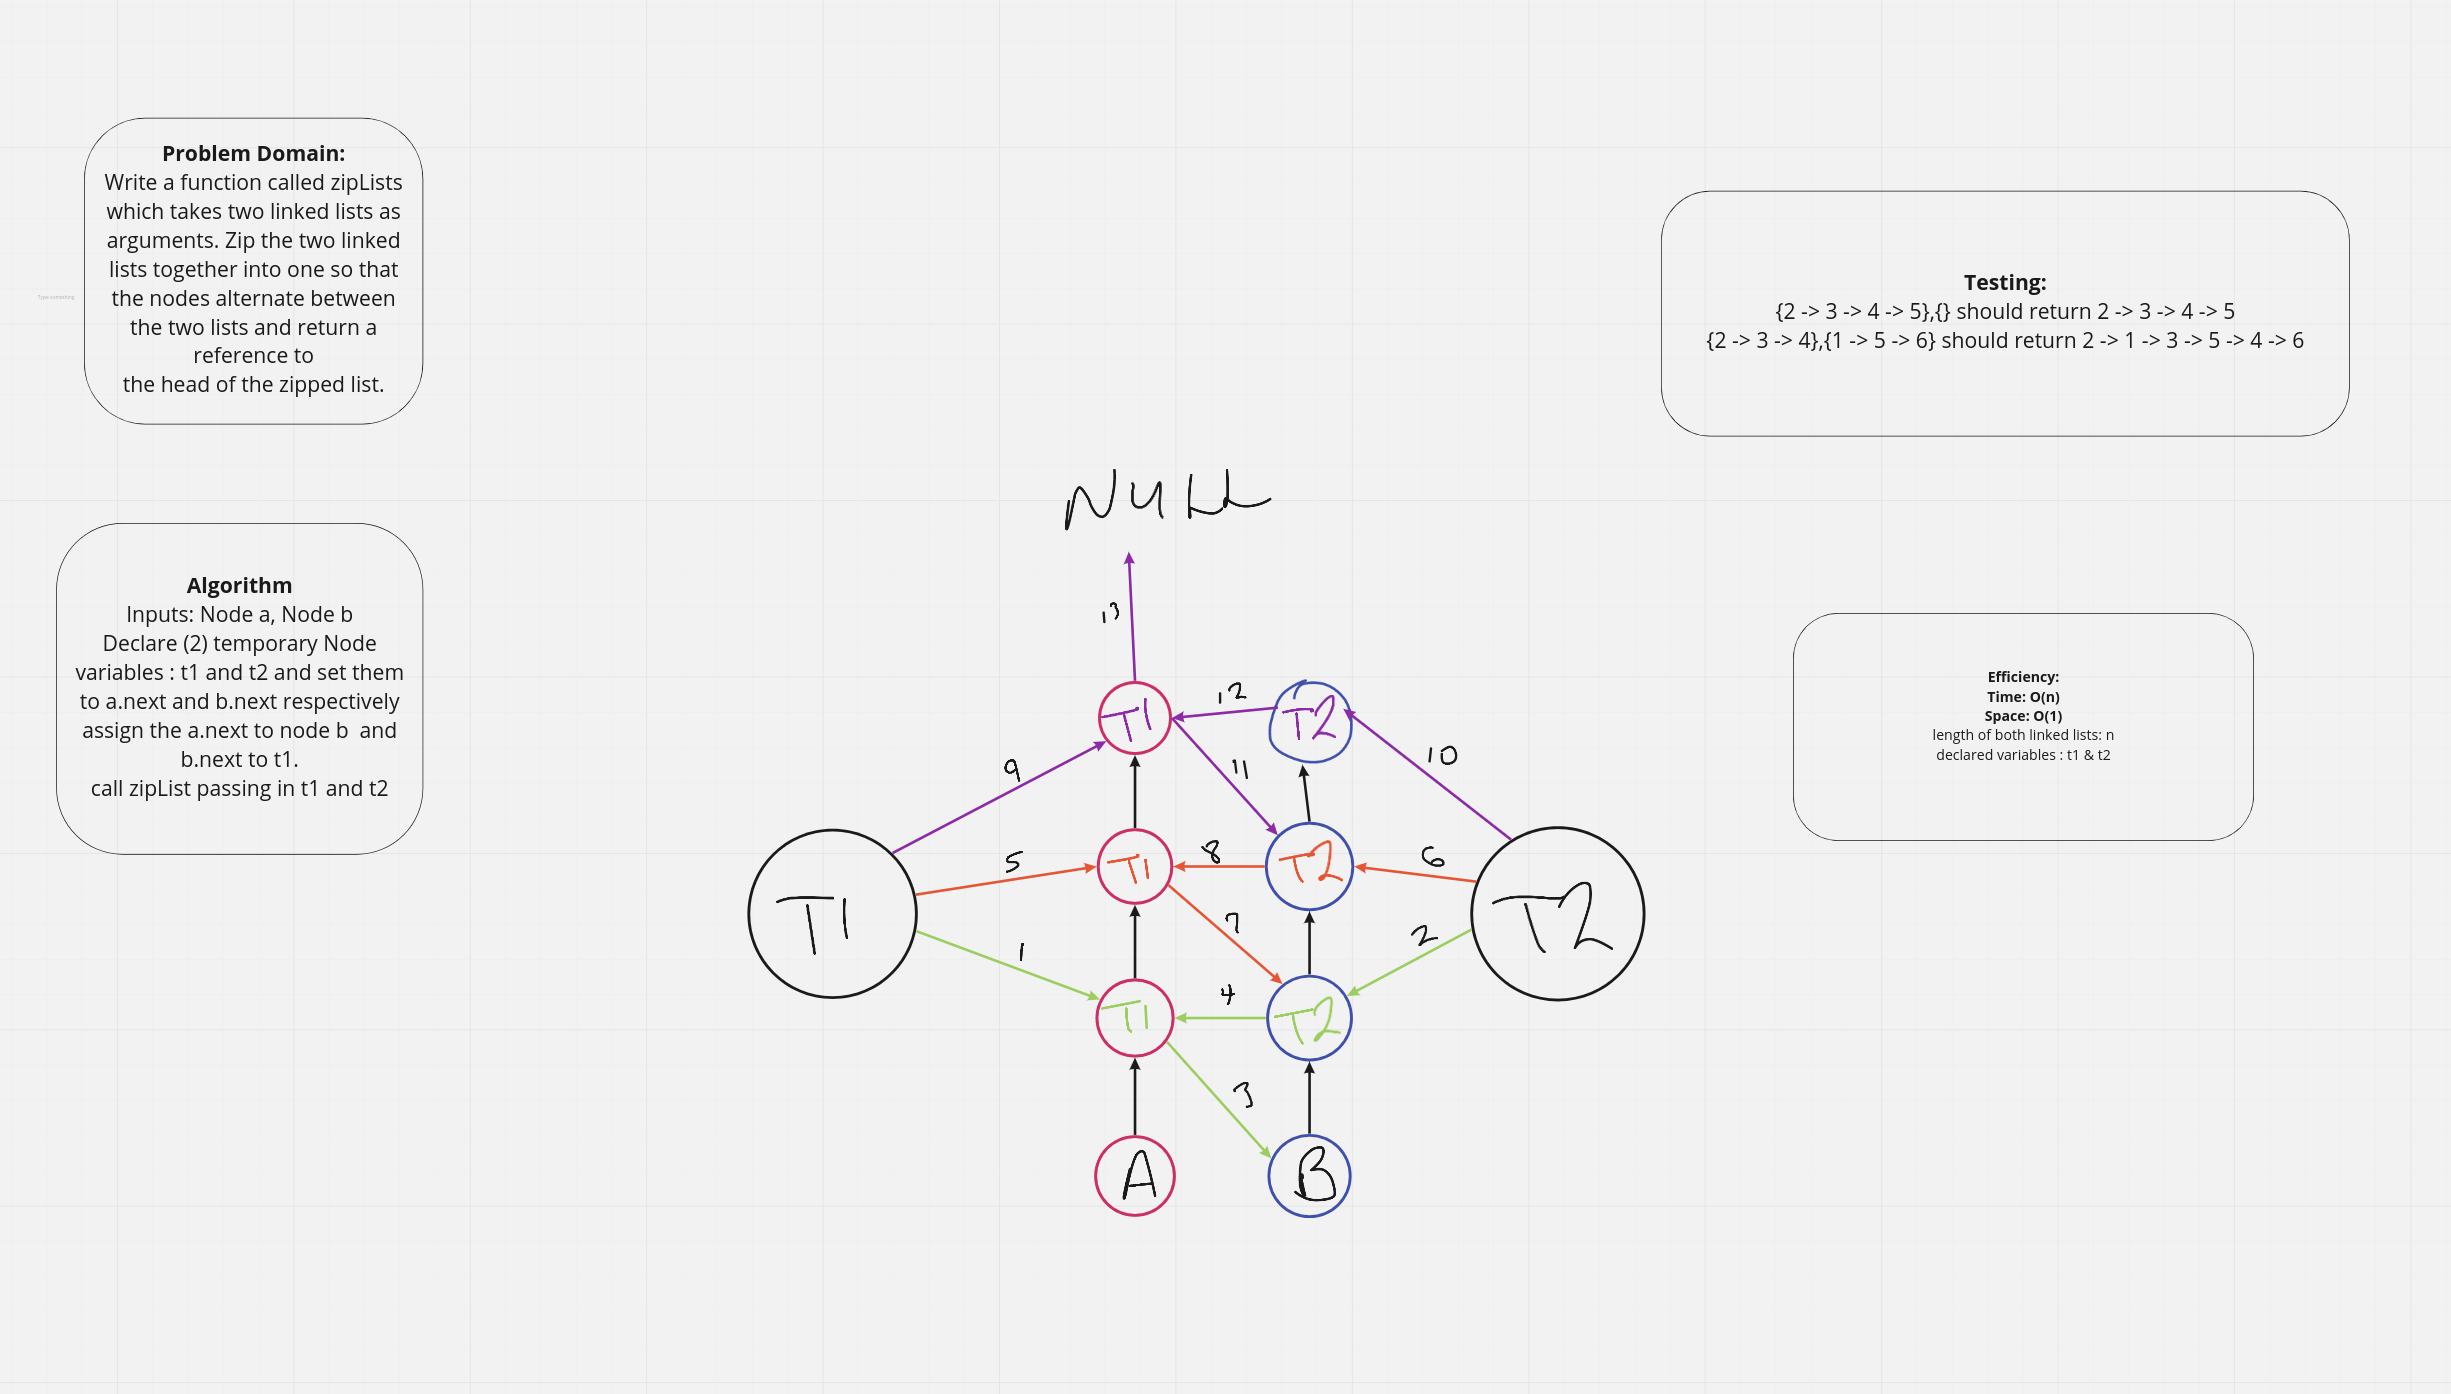 Problem Domain:
Write a function called zipLists
which takes two linked lists as
arguments. Zip the two linked
lists together into one so that
the nodes alternate between
the two lists and return a
reference to
the head of the zipped list.
Type something
Algorithm
Inputs: Node a, Node b
Declare (2) temporary Node
variables : t1 and t2 and set them
to a.next and b.next respectively
assign the a.next to node b  and
b.next to t1.
call zipList passing in t1 and t2
NULL
13
T1
12
T2
9
11
10
T1
5
T1
8
T2
6
T2
7
1
2
T1
4
T2
3
A
B
Testing:
{2 -> 3 -> 4 -> 5},{} should return 2 -> 3 -> 4 -> 5
{2 -> 3 -> 4},{1 -> 5 -> 6} should return 2 -> 1 -> 3 -> 5 -> 4 -> 6
Efficiency:
Time: O(n)
Space: O(1)
length of both linked lists: n
declared variables : t1 & t2